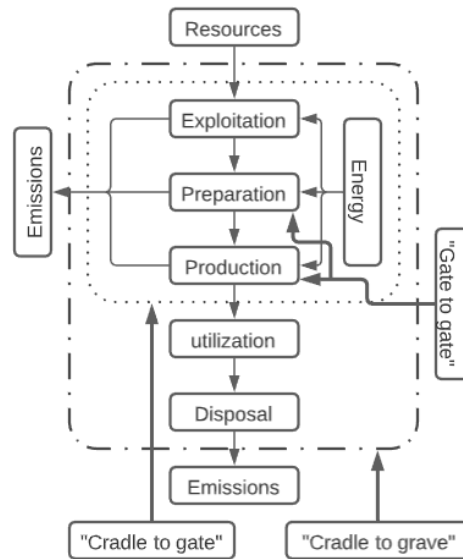 Resources
Exploitation
Emissions
Preparation
Energy
Production
"Gate to gate"
utilization
Disposal
Emissions
"Cradle to gate"
"Cradle to grave"